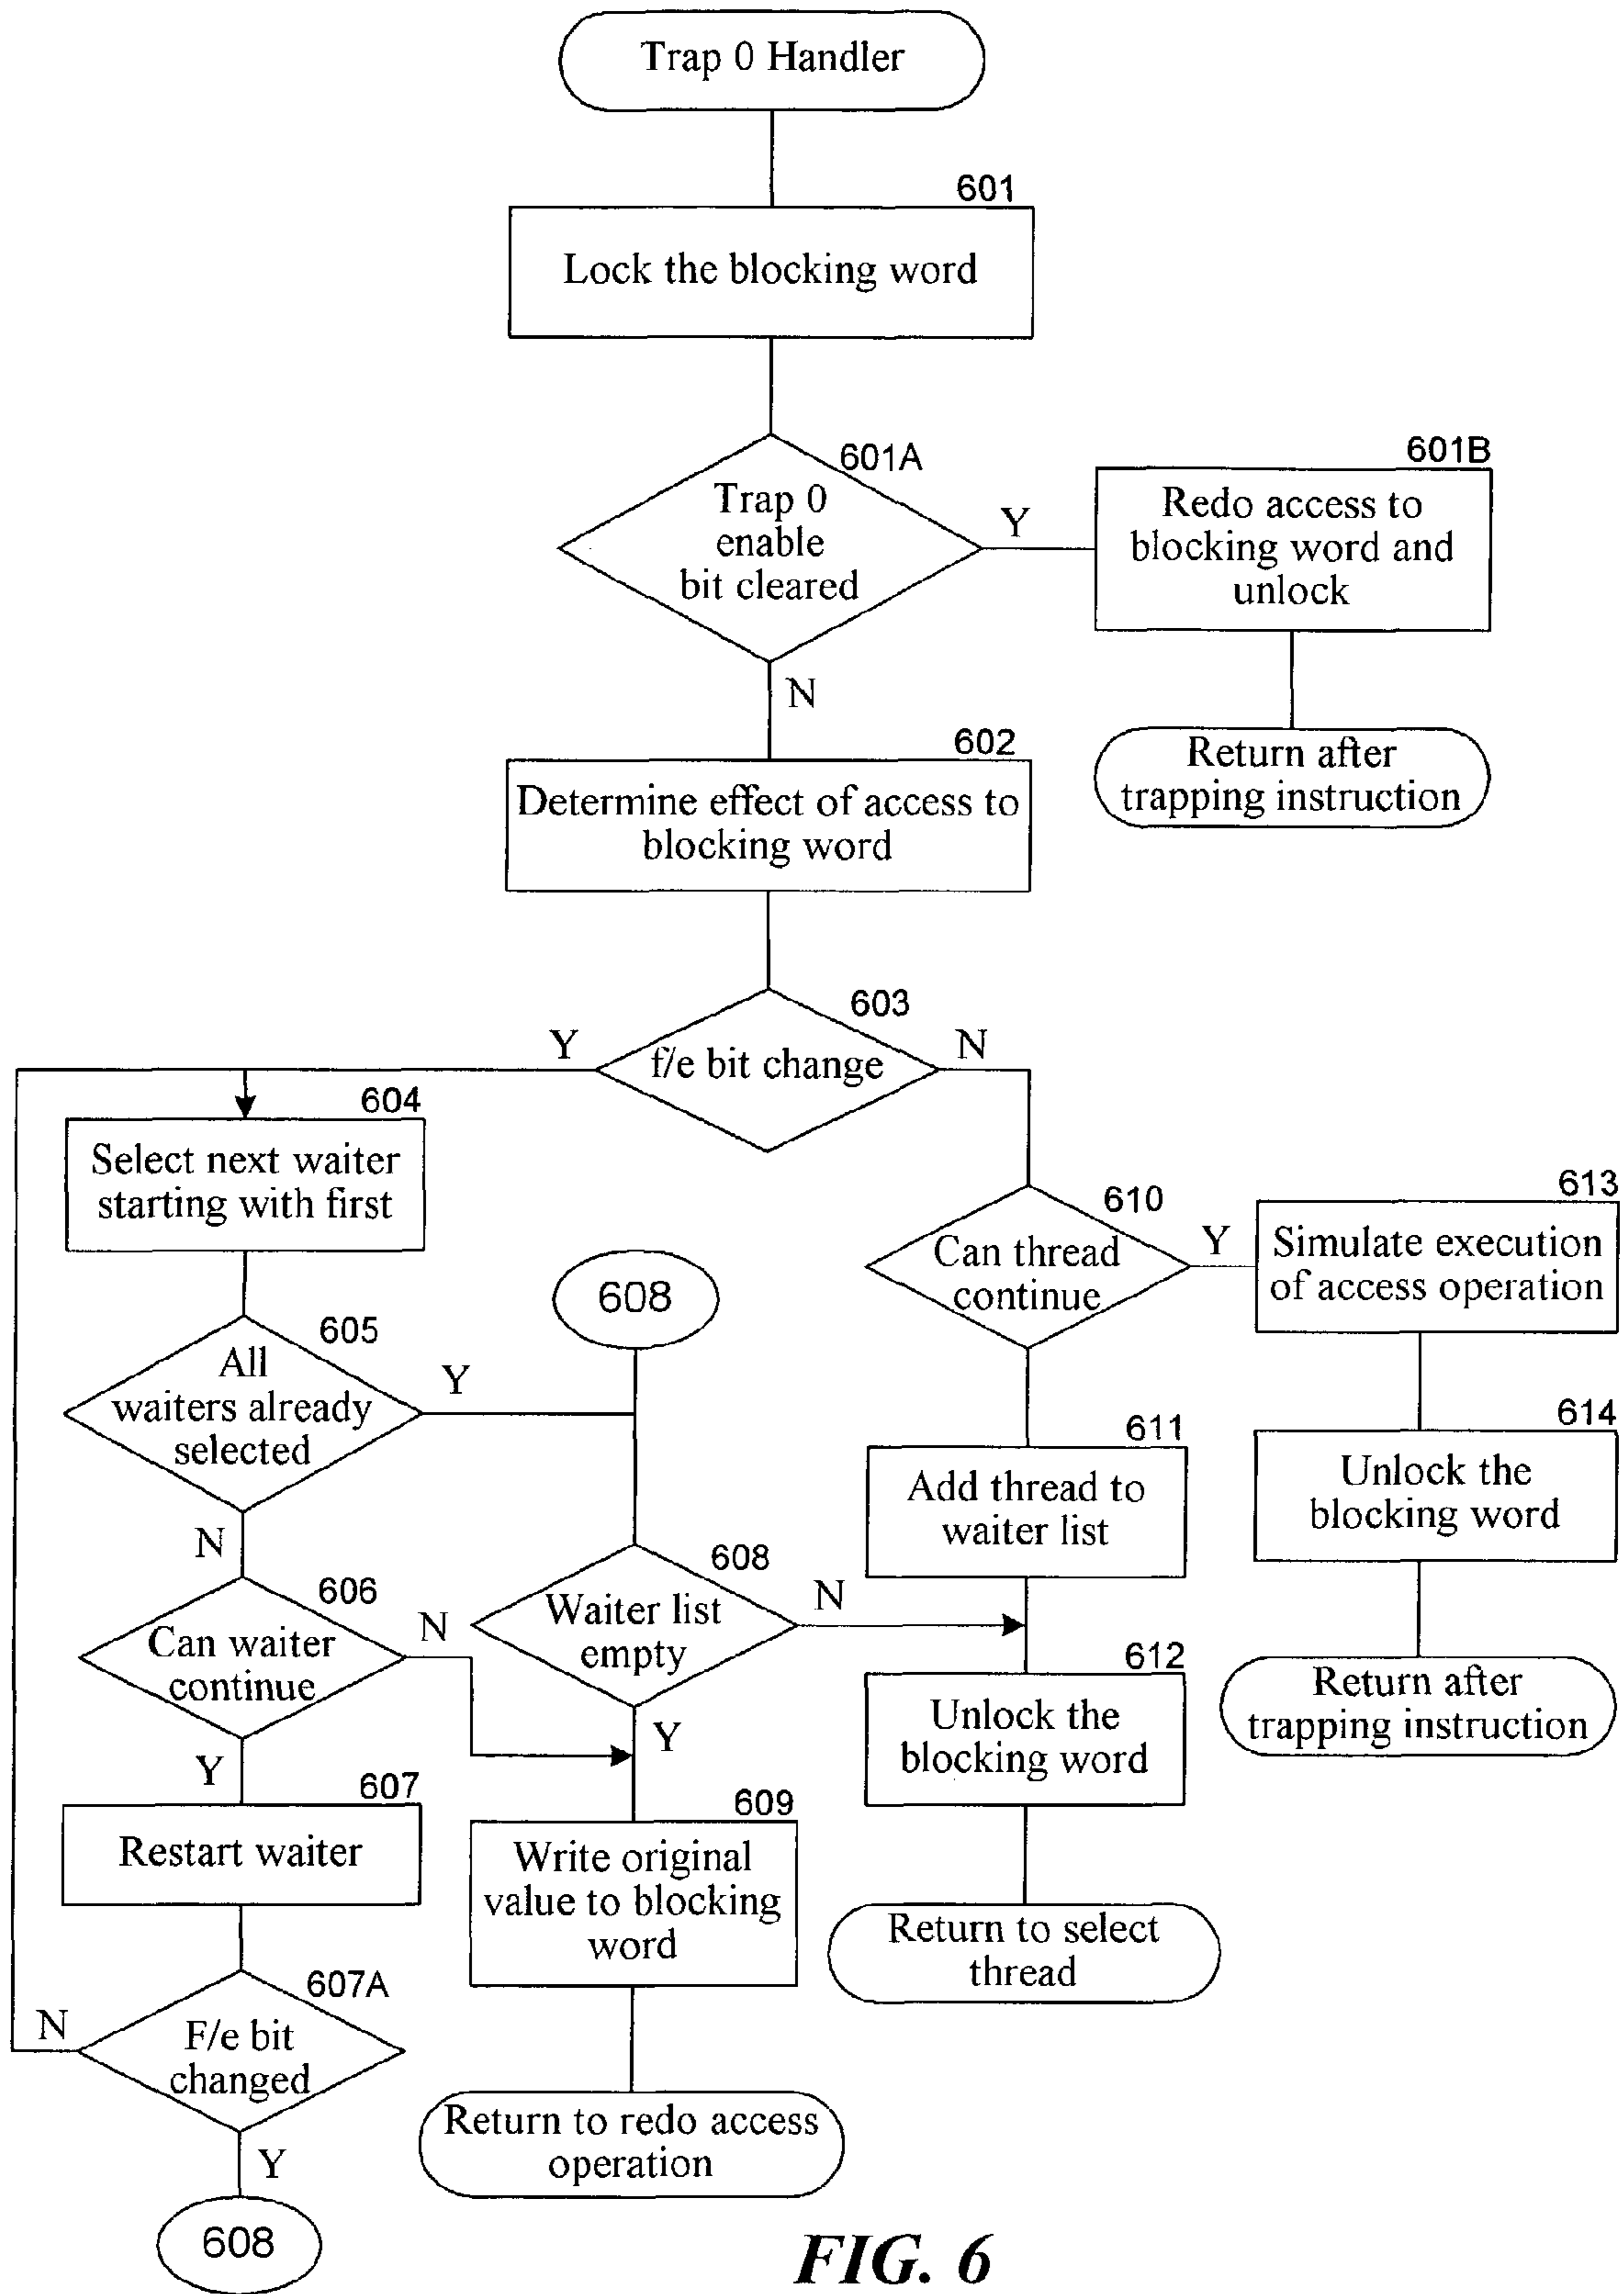 Trap 0 Handler
601
Lock the blocking word
601A
Trap 0
enable
bit cleared
Y
601B
Redo access to
blocking word and
unlock
N
Return after
trapping instruction
602
Determine effect of access to
blocking word
603
Y
f/e bit change
N
604
Select next waiter
starting with first
610
Can thread
continue
Y
613
Simulate execution
of access operation
608
605
All
waiters already
selected
Y
N
611
Add thread to
waiter list
614
Unlock the
blocking word
606
Can waiter
continue
N
Y
608
Waiter list
empty
N
Y
612
Unlock the
blocking word
Return after
trapping instruction
607
Restart waiter
609
Write original
value to blocking
word
Return to select
thread
607A
N
F/e bit
changed
Y
Return to redo access
operation
608
FIG. 6